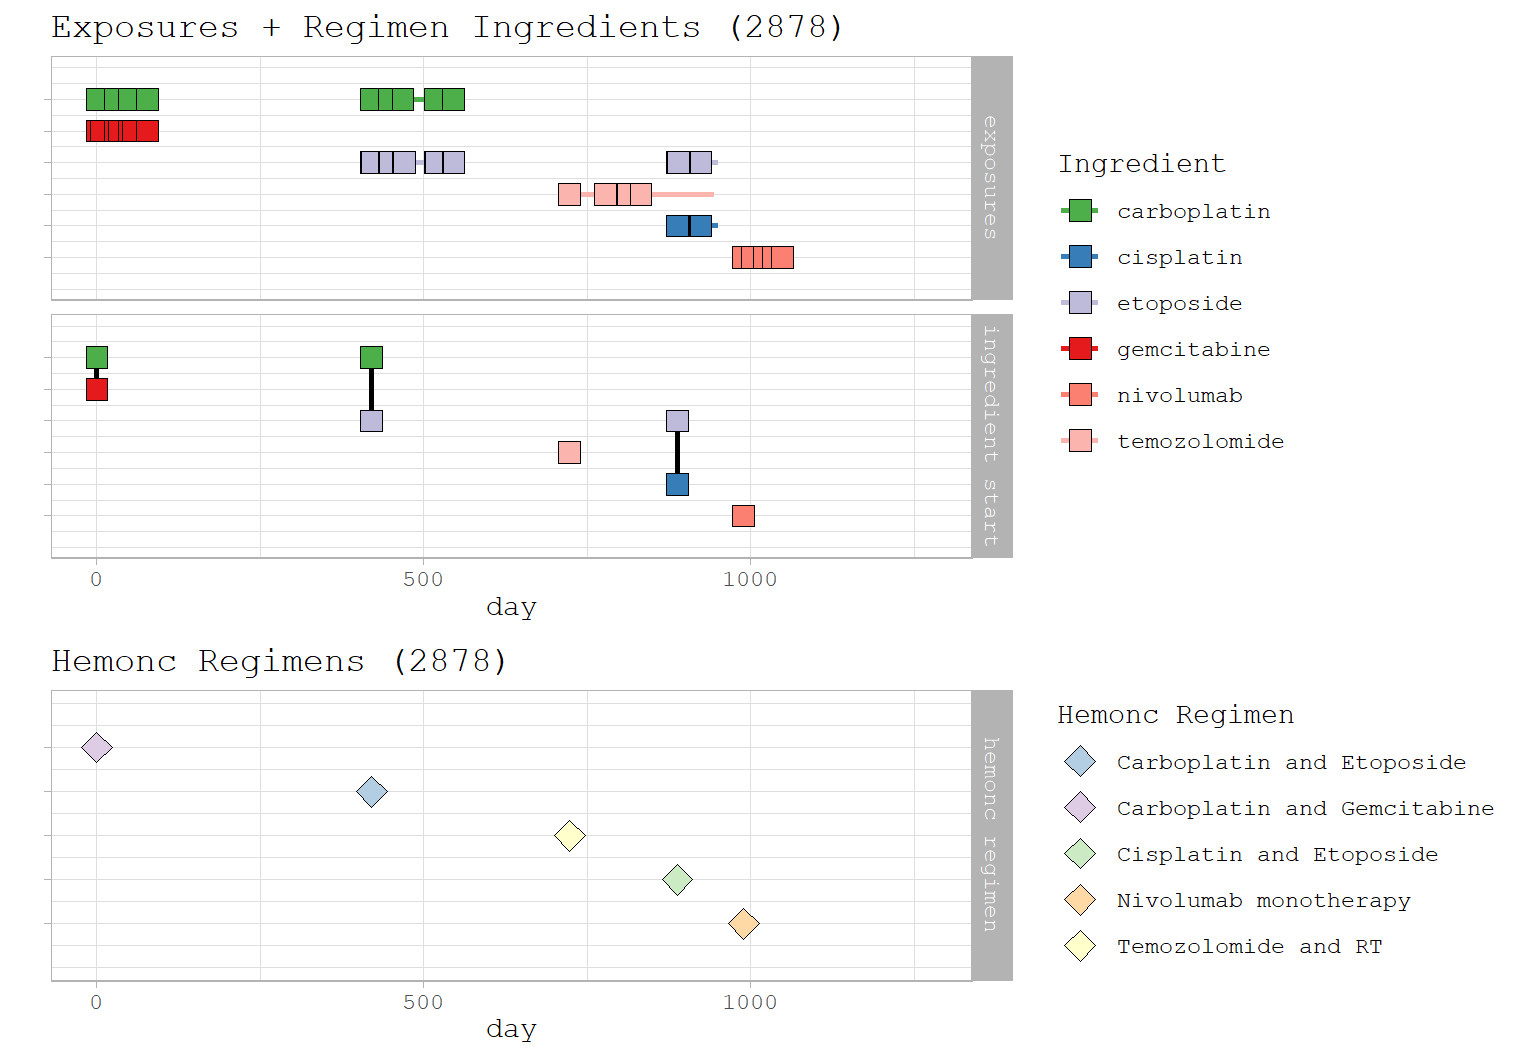 Exposures + Regimen Ingredients (2878)
exposures
ingredient start
0 500 1000
day
Ingredient
carboplatin
cisplatin
etoposide
gemcitabine
nivolumab
temozolomide
Hemonc Regimens (2878)
hemonc regimen
0 500 1000
day
Hemonc Regimen
Carboplatin and Etoposide
Carboplatin and Gemcitabine
Cisplatin and Etoposide
Nivolumab monotherapy
Temozolomide and RT